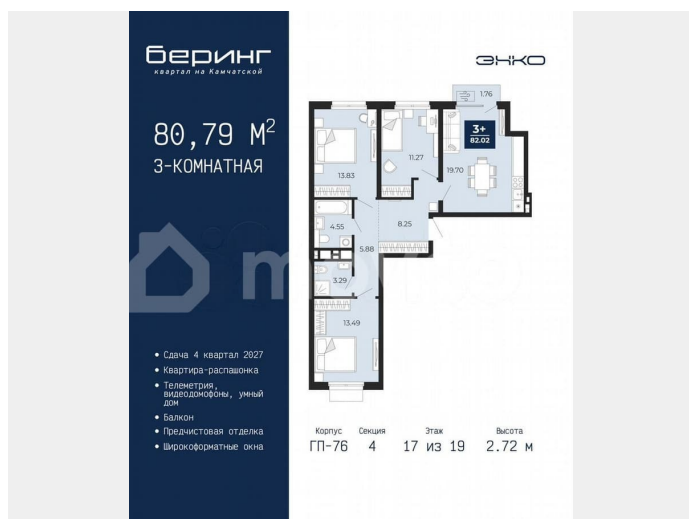 беринг
квартал на Камчатской
ЭНКО
80,79 М²
3-КОМНАТНАЯ
1.76
3+
82.02
13.83
11.27
19.70
4.55
8.25
5.88
3.29
13.49
• Сдача 4 квартал 2027
• Квартира-распашонка
• Телеметрия,
видеодомофоны, умный
дом
• Балкон
• Предчистовая отделка
• Широкоформатные окна
Корпус Секция Этаж Высота
ГП-76 4 17 из 19 2.72 м